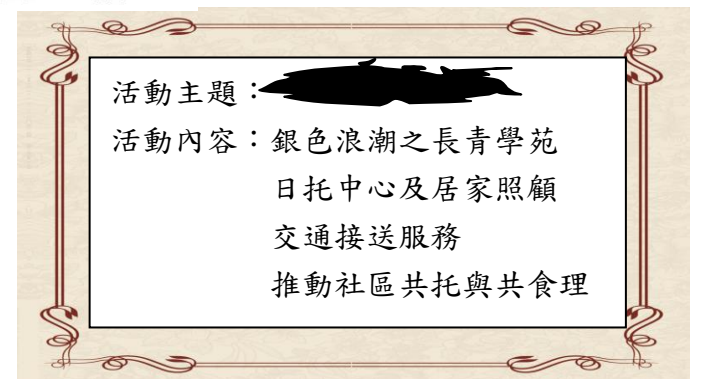 活動主題：
活動內容：銀色浪潮之長青學苑
日托中心及居家照顧
交通接送服務
推動社區共托與共食理